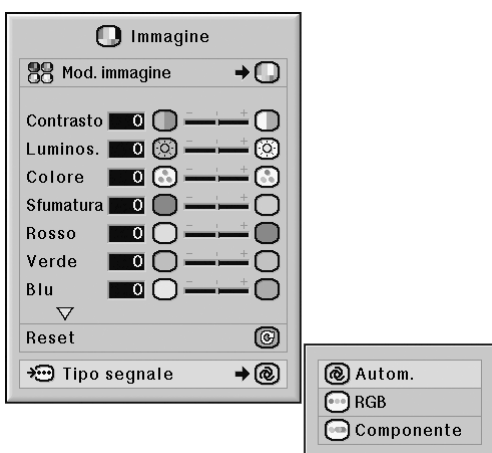 Immagine
Mod. immagine
Contrasto 0
Luminos. 0
Colore 0
Sfumatura 0
Rosso 0
Verde 0
Blu 0
Reset
Tipo segnale
Autom.
RGB
Componente